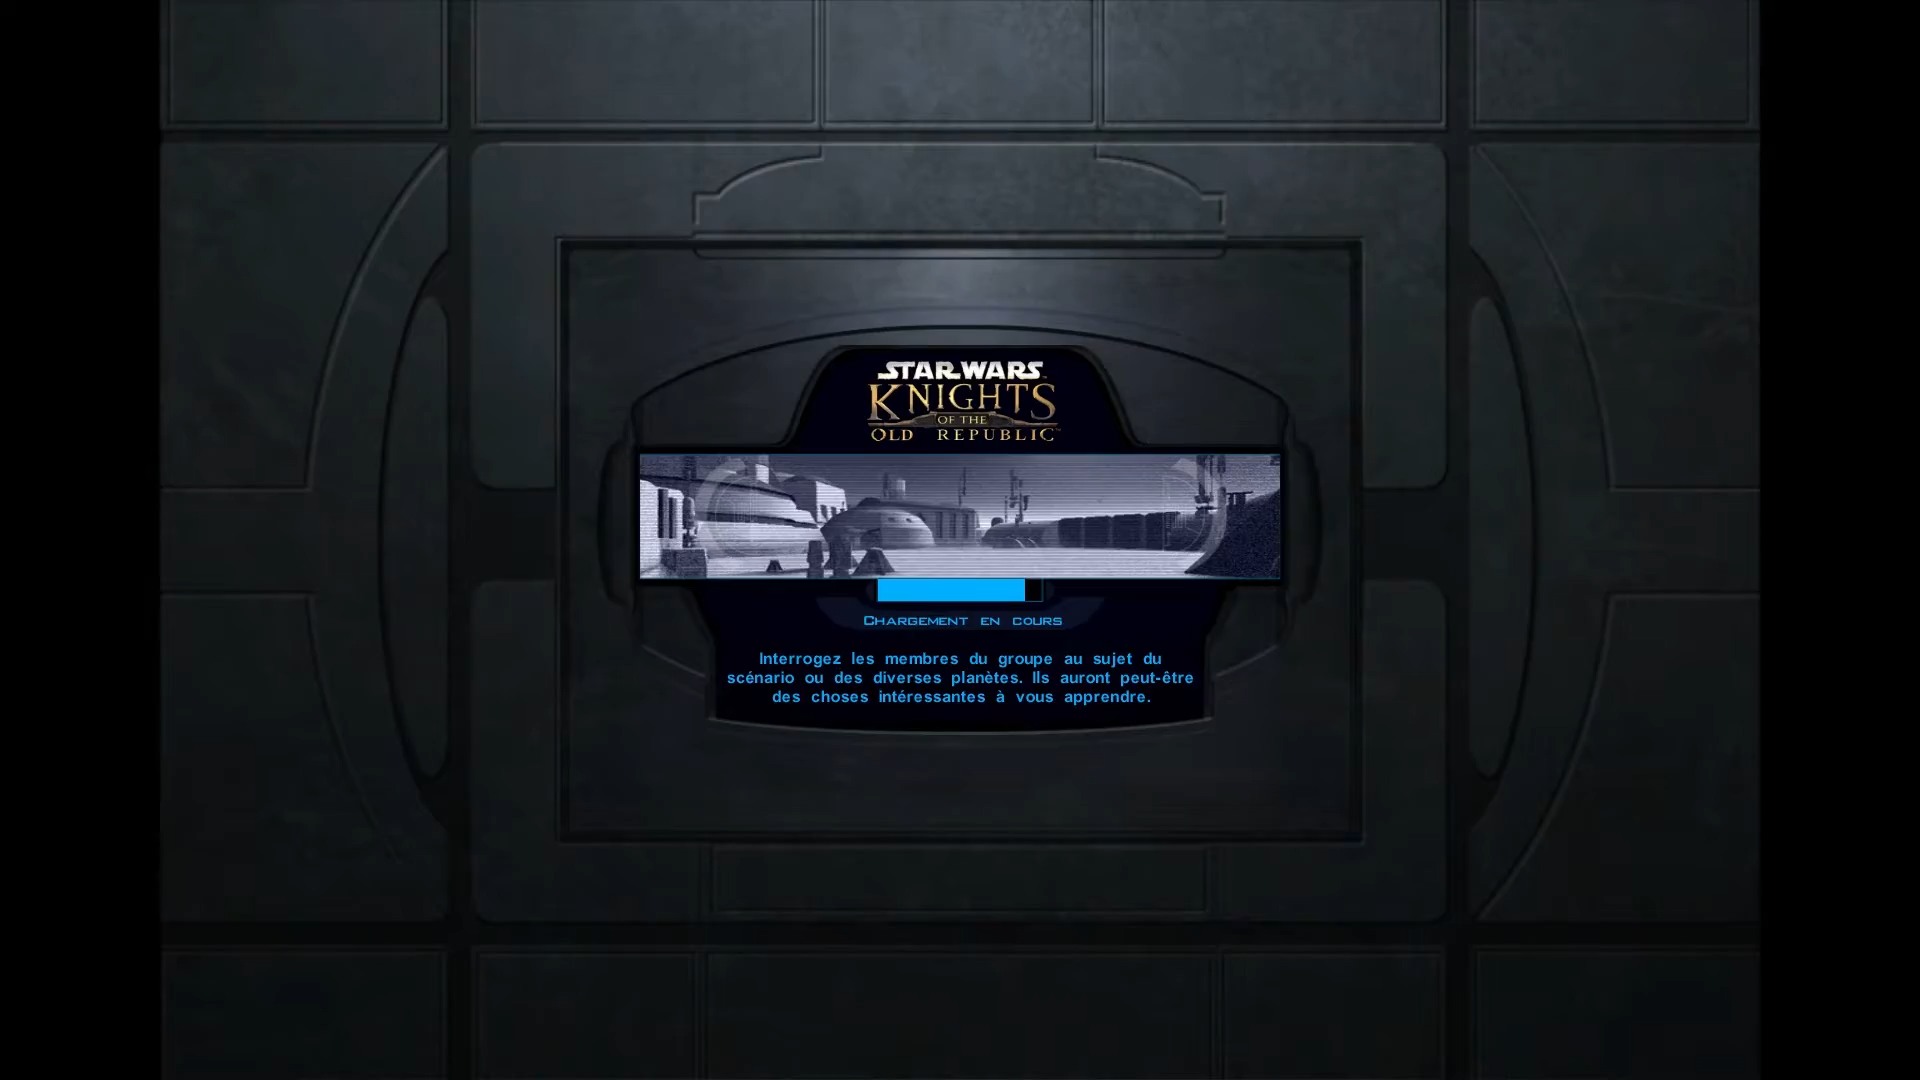 STAR WARS
KNIGHTS
OF THE
OLD REPUBLIC
CHARGEMENT EN COURS
Interrogez les membres du groupe au sujet du
scénario ou des diverses planètes. Ils auront peut-être
des choses intéressantes à vous apprendre.